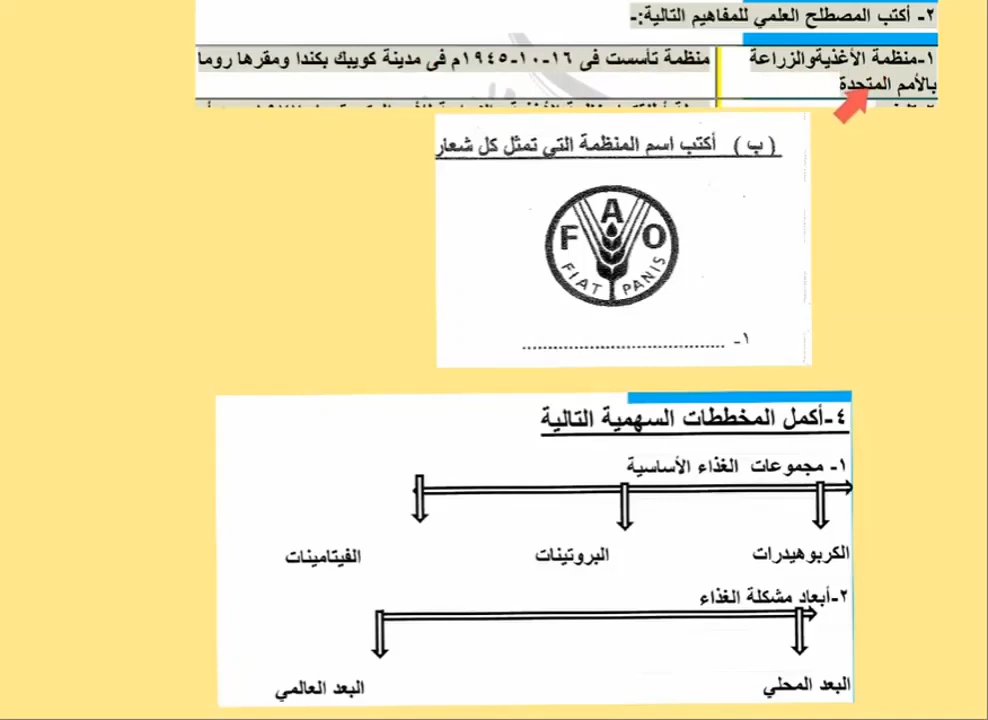 ٢- أكتب المصطلح العلمي للمفاهيم التالية:-
١-منظمة الأغذيةوالزراعة بالأمم المتحدة
منظمة تأسست فى ١٦-١٠-١٩٤٥م فى مدينة كويبك بكندا ومقرها روما
(ب) أكتب اسم المنظمة التي تمثل كل شعار
F A O
FIAT PANIS
١- ......................................
٤-أكمل المخططات السهمية التالية
١- مجموعات الغذاء الأساسية
الكربوهيدرات البروتينات الفيتامينات
٢-أبعاد مشكلة الغذاء
البعد المحلي البعد العالمي